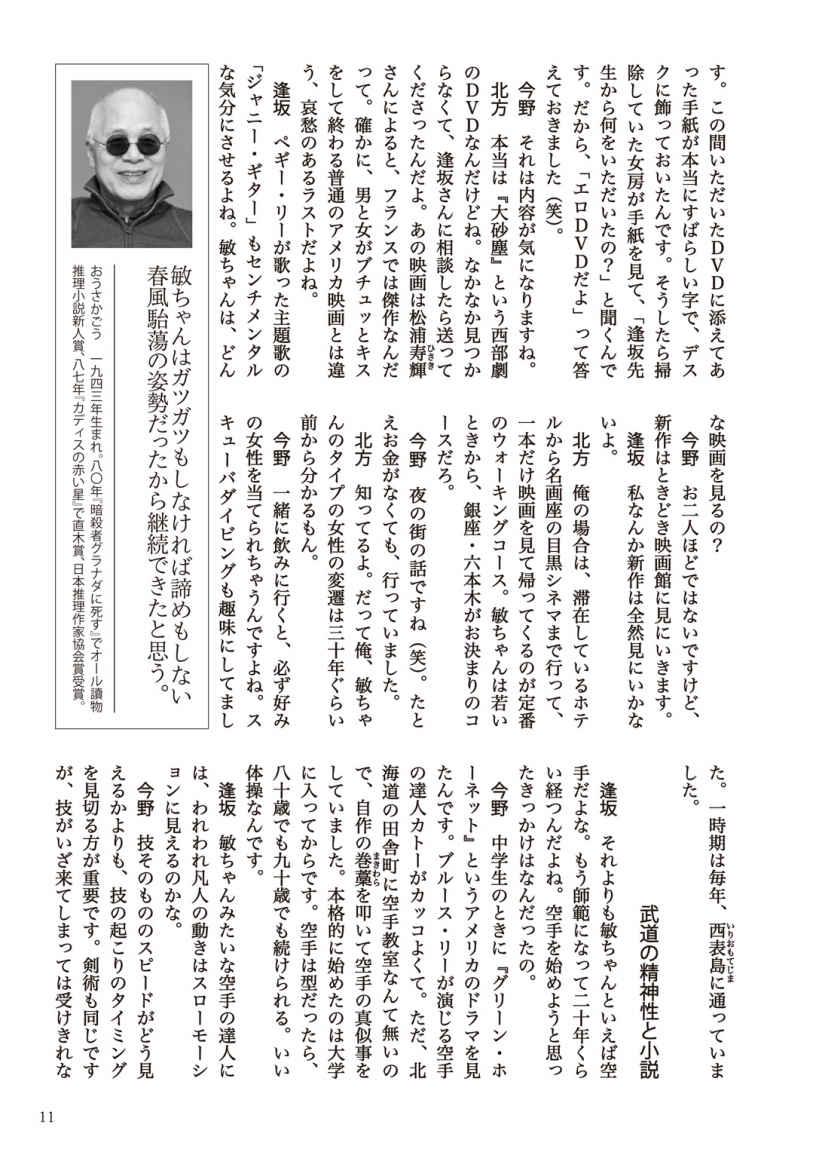 す。この間いただいたDVDに添えてあ
った手紙が本当にすばらしい字で、デス
クに飾っておいたんです。そうしたら掃
除していた女房が手紙を見て、「逢坂先
生から何をいただいたの？」と聞くんで
す。だから、「エロDVDだよ」って答
えておきました（笑）。
今野　それは内容が気になりますね。
北方　本当は『大砂塵』という西部劇
のDVDなんだけどね。なかなか見つか
らなくて、逢坂さんに相談したら送って
くださったんだよ。あの映画は松浦寿輝
ひさき
さんによると、フランスでは傑作なんだ
って。確かに、男と女がブチュッとキス
をして終わる普通のアメリカ映画とは違
う、哀愁のあるラストだよね。
逢坂　ペギー・リーが歌った主題歌の
「ジャニー・ギター」もセンチメンタル
な気分にさせるよね。敏ちゃんは、どん
敏ちゃんはガツガツもしなければ諦めもしない
春風駘蕩の姿勢だったから継続できたと思う。
おうさかごう　一九四三年生まれ。八〇年『暗殺者グラナダに死す』でオール讀物
推理小説新人賞、八七年『カディスの赤い星』で直木賞、日本推理作家協会賞受賞。
な映画を見るの？
今野　お二人ほどではないですけど、
新作はときどき映画館に見にいきます。
逢坂　私なんか新作は全然見にいかな
いよ。
北方　俺の場合は、滞在しているホテ
ルから名画座の目黒シネマまで行って、
一本だけ映画を見て帰ってくるのが定番
のウォーキングコース。敏ちゃんは若い
ときから、銀座・六本木がお決まりのコ
ースだろ。
今野　夜の街の話ですね（笑）。たと
えお金がなくても、行っていました。
北方　知ってるよ。だって俺、敏ちゃ
んのタイプの女性の変遷は三十年ぐらい
前から分かるもん。
今野　一緒に飲みに行くと、必ず好み
の女性を当てられちゃうんですよね。ス
キューバダイビングも趣味にしてまし
た。一時期は毎年、西表島に通っていま
いりおもてじま
した。
武道の精神性と小説
逢坂　それよりも敏ちゃんといえば空
手だよな。もう師範になって二十年くら
い経つんだよね。空手を始めようと思っ
たきっかけはなんだったの。
今野　中学生のときに『グリーン・ホ
ーネット』というアメリカのドラマを見
たんです。ブルース・リーが演じる空手
の達人カトーがカッコよくて。ただ、北
海道の田舎町に空手教室なんて無いの
で、自作の巻藁を叩いて空手の真似事を
まきわら
していました。本格的に始めたのは大学
に入ってからです。空手は型だったら、
八十歳でも九十歳でも続けられる。いい
体操なんです。
逢坂　敏ちゃんみたいな空手の達人に
は、われわれ凡人の動きはスローモーシ
ョンに見えるのかな。
今野　技そのもののスピードがどう見
えるかよりも、技の起こりのタイミング
を見切る方が重要です。剣術も同じです
が、技がいざ来てしまっては受けきれな
11